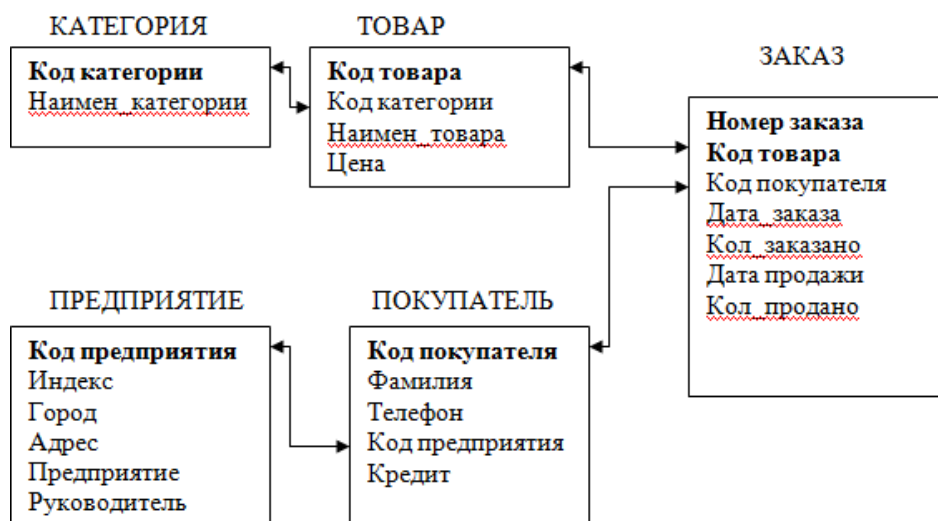 КАТЕГОРИЯ
Код категории
Наимен_категории
ТОВАР
Код товара
Код категории
Наимен_товара
Цена
ЗАКАЗ
Номер заказа
Код товара
Код покупателя
Дата_заказа
Кол_заказано
Дата продажи
Кол_продано
ПРЕДПРИЯТИЕ
Код предприятия
Индекс
Город
Адрес
Предприятие
Руководитель
ПОКУПАТЕЛЬ
Код покупателя
Фамилия
Телефон
Код предприятия
Кредит